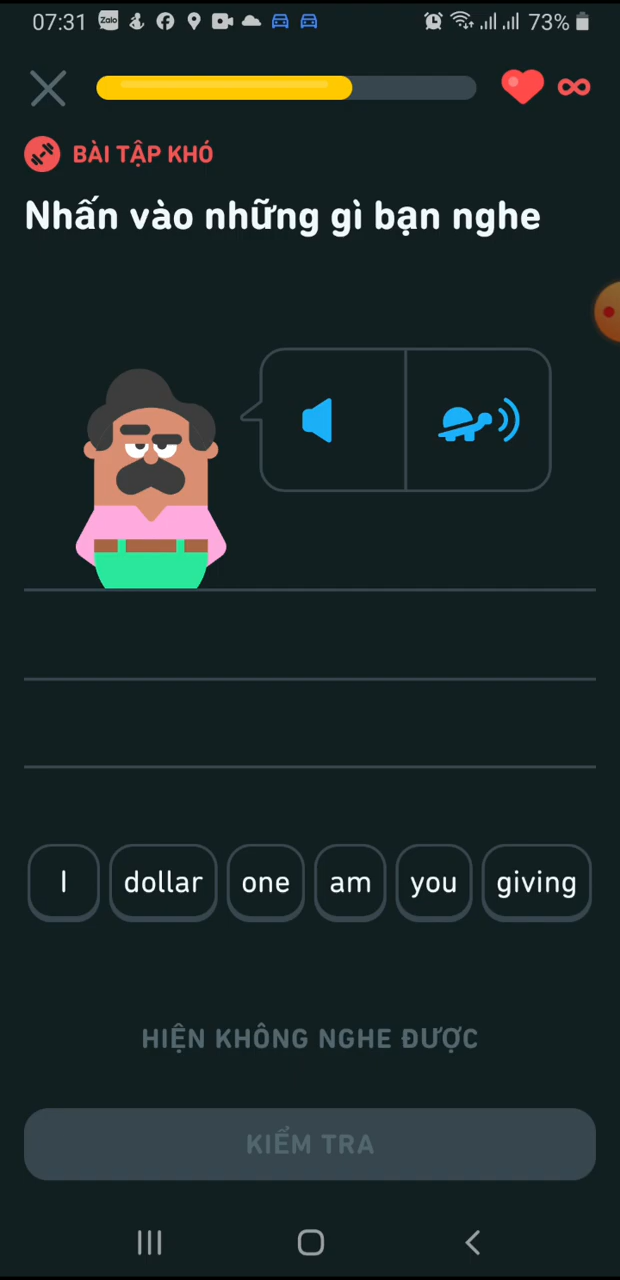 07:31 Zalo 73%
BÀI TẬP KHÓ
Nhấn vào những gì bạn nghe
I dollar one am you giving
HIỆN KHÔNG NGHE ĐƯỢC
KIỂM TRA